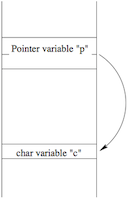 Pointer variable "p"
char variable "c"